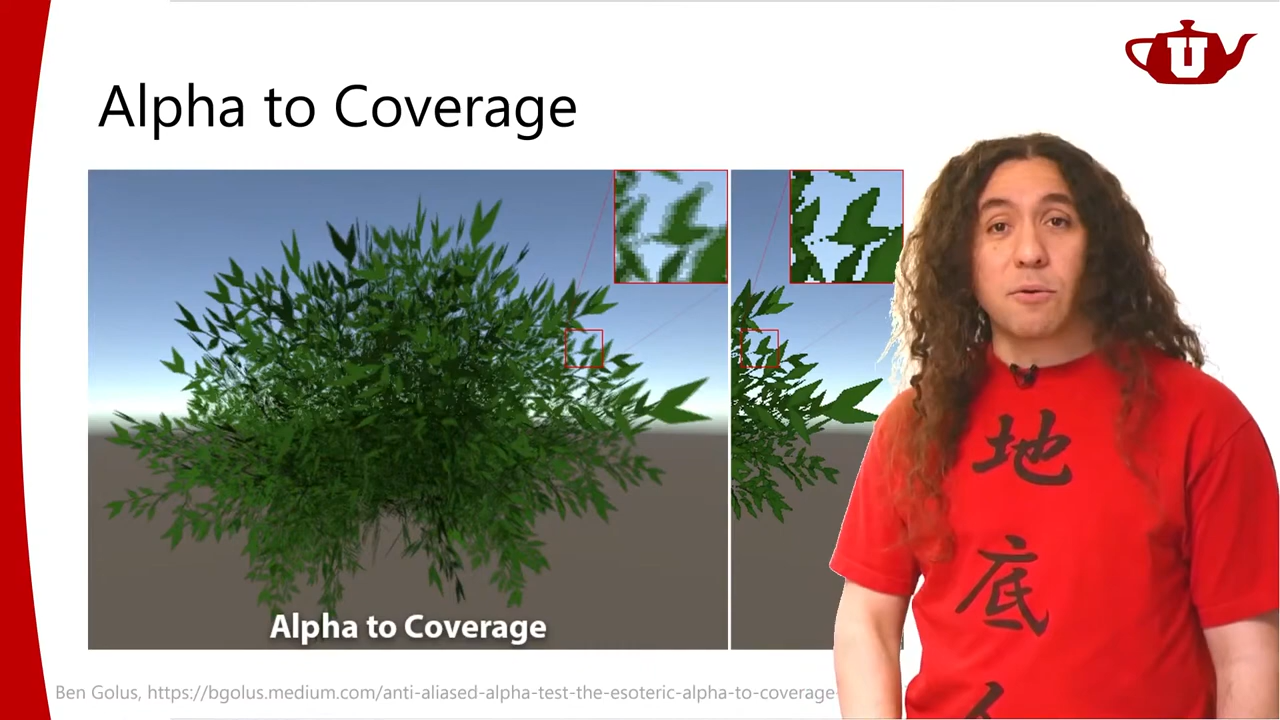 U
Alpha to Coverage
Alpha to Coverage
地
底
人
Ben Golus, https://bgolus.medium.com/anti-aliased-alpha-test-the-esoteric-alpha-to-coverage-